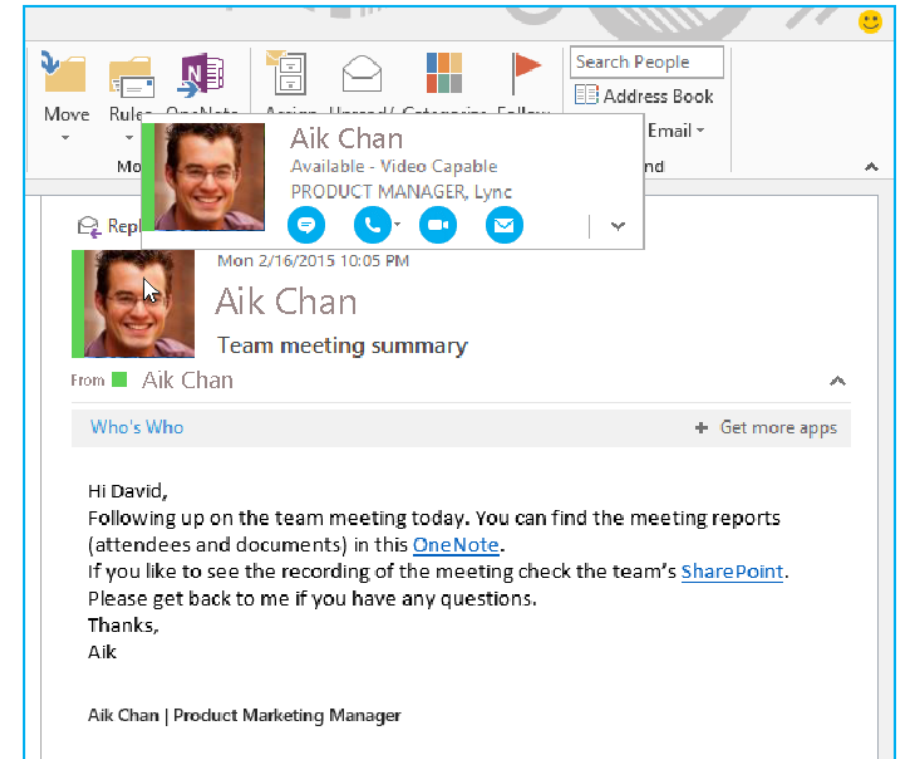 Search People
Address Book
Move Rules OneNote Assign Unread/ Categorize Follow
Email
Mo
nd
Aik Chan
Available - Video Capable
PRODUCT MANAGER, Lync
Repl
Mon 2/16/2015 10:05 PM
Aik Chan
Team meeting summary
From Aik Chan
Who's Who + Get more apps
Hi David,
Following up on the team meeting today. You can find the meeting reports
(attendees and documents) in this OneNote.
If you like to see the recording of the meeting check the team's SharePoint.
Please get back to me if you have any questions.
Thanks,
Aik
Aik Chan | Product Marketing Manager